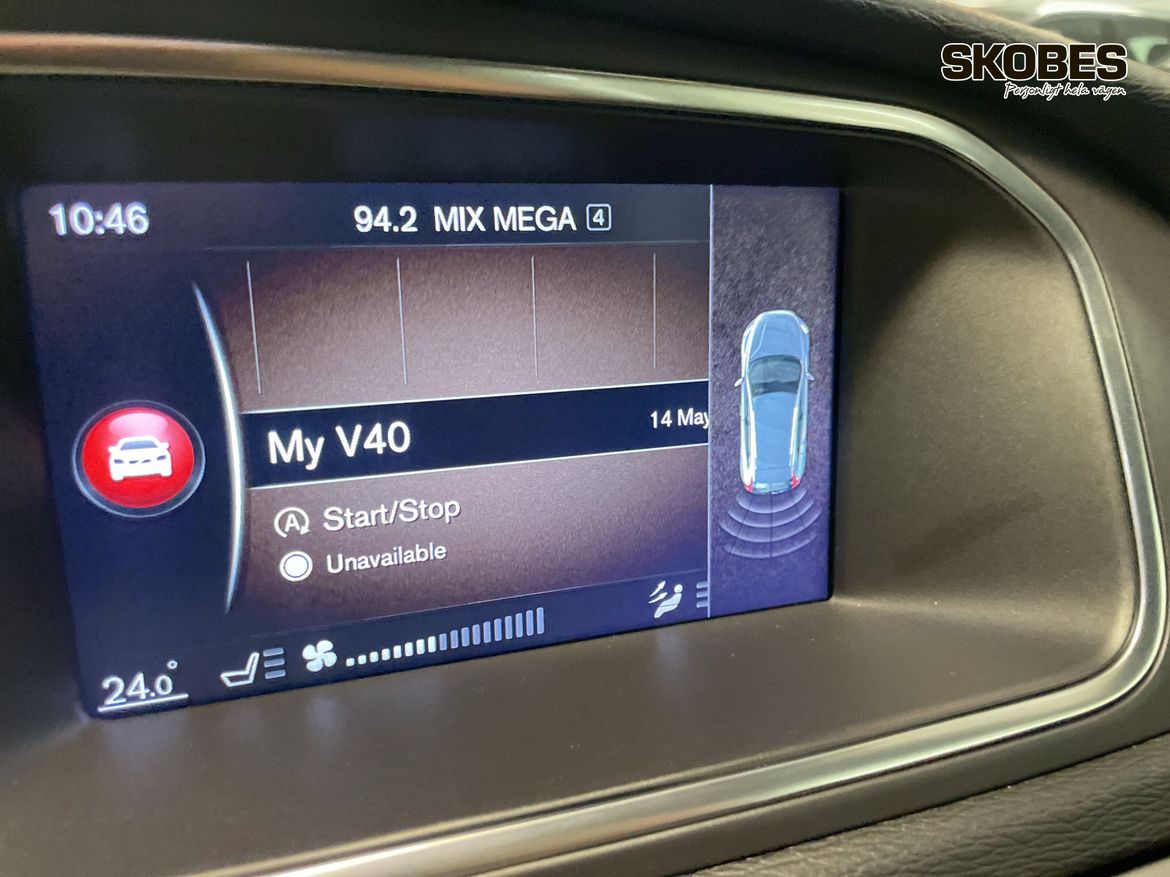 SKOBES
Personligt hela vägen
10:46
94.2 MIX MEGA 4
My V40
14 May
A Start/Stop
Unavailable
24.0°